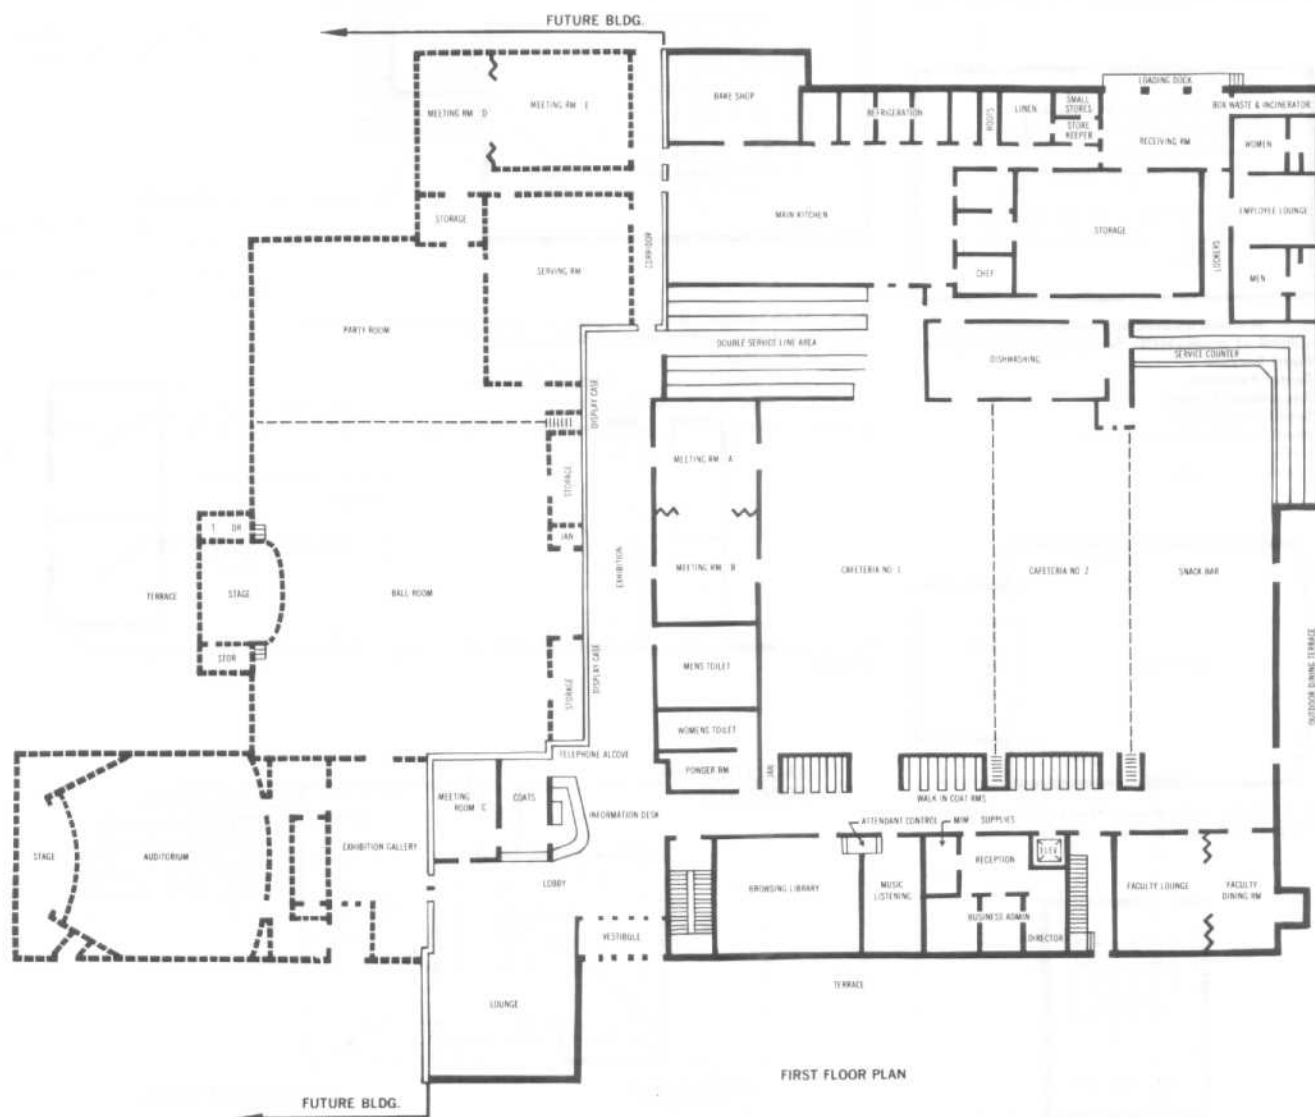 FUTURE BLDG.
LOADING DOCK
BAKE SHOP
REFRIGERATION
ROOTS
LINEN
SMALL
STORES
STORE
KEEPER
BOX WASTE & INCINERATOR
RECEIVING RM
WOMEN
MEETING RM D
MEETING RM E
STORAGE
SERVING RM
CORRIDOR
MAIN KITCHEN
CHEF
STORAGE
LOCKERS
EMPLOYEE LOUNGE
MEN
PARTY ROOM
DOUBLE SERVICE LINE AREA
DISHWASHING
SERVICE COUNTER
DISPLAY CASE
STORAGE
JAN
MEETING RM A
MEETING RM B
EXHIBITION
CAFETERIA NO 1
CAFETERIA NO 2
SNACK BAR
OUTDOOR DINING TERRACE
TERRACE
T DR
STAGE
STOR
BALL ROOM
STORAGE
DISPLAY CASE
MENS TOILET
WOMENS TOILET
POWDER RM
JAN
TELEPHONE ALCOVE
MEETING
ROOM C
COATS
INFORMATION DESK
WALK IN COAT RMS
ATTENDANT CONTROL
MIM SUPPLIES
STAGE
AUDITORIUM
EXHIBITION GALLERY
LOBBY
BROWSING LIBRARY
MUSIC
LISTENING
RECEPTION
ELEV
BUSINESS ADMIN
DIRECTOR
FACULTY LOUNGE
FACULTY
DINING RM
VESTIBULE
LOUNGE
TERRACE
FIRST FLOOR PLAN
FUTURE BLDG.